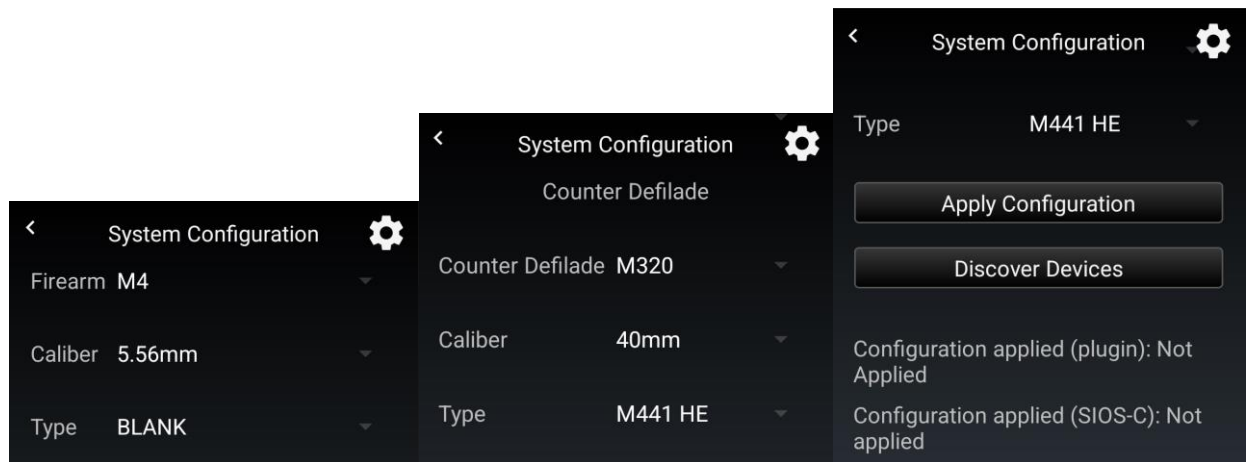 System Configuration
Firearm M4
Caliber 5.56mm
Type BLANK
System Configuration
Counter Defilade
Counter Defilade M320
Caliber 40mm
Type M441 HE
System Configuration
Type M441 HE
Apply Configuration
Discover Devices
Configuration applied (plugin): Not
Applied
Configuration applied (SIOS-C): Not
applied